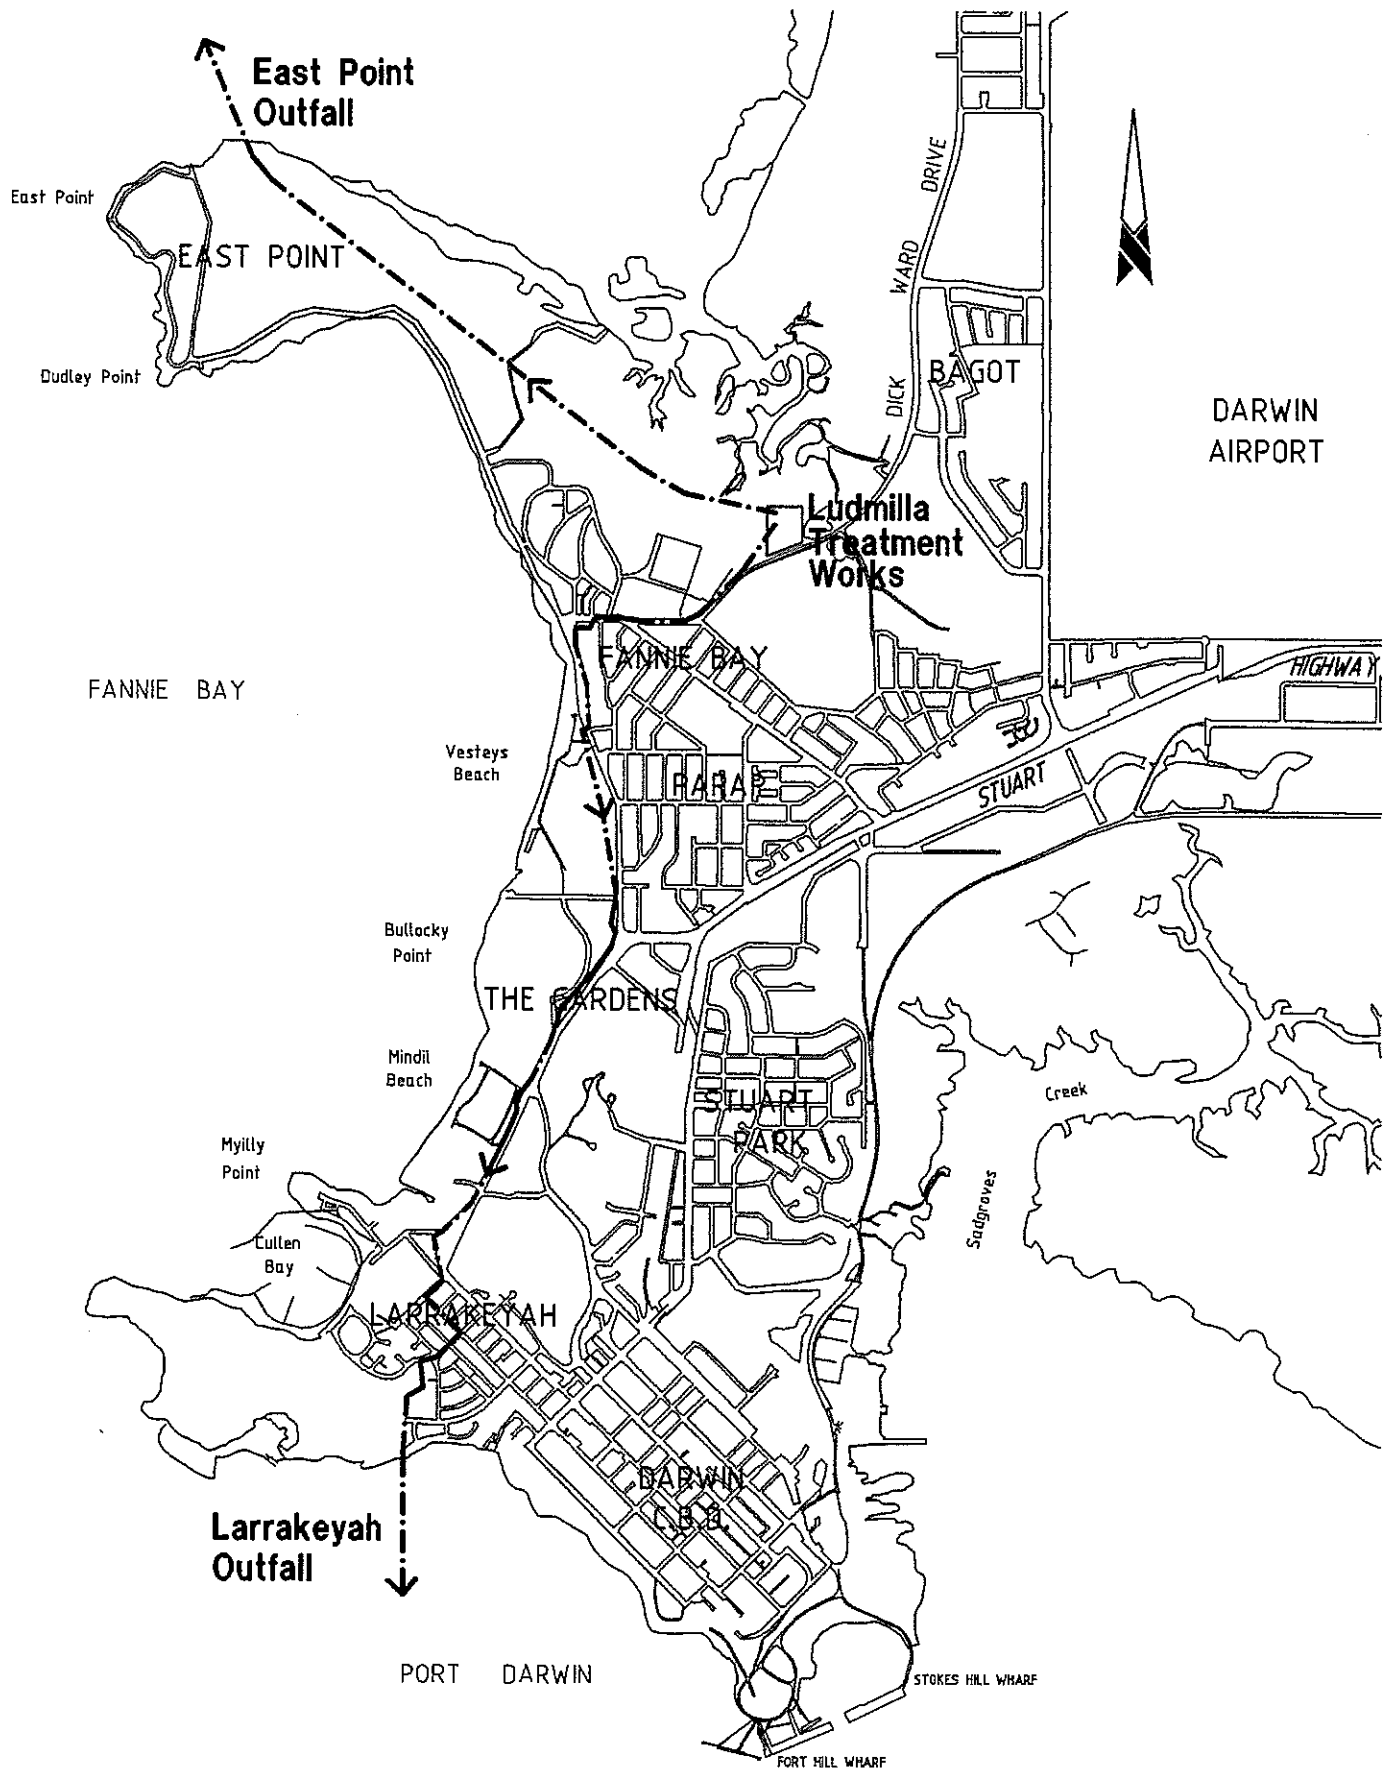 East Point
Outfall
East Point
EAST POINT
Dudley Point
DICK WARD DRIVE
BAGOT
DARWIN
AIRPORT
Ludmilla
Treatment
Works
FANNIE BAY
FANNIE BAY
HIGHWAY
Vesteys
Beach
PARAP
STUART
Bullocky
Point
THE GARDENS
Mindil
Beach
STUART
PARK
Creek
Myilly
Point
Sadgroves
Cullen
Bay
LARRAKEYAH
DARWIN
C.B.D.
Larrakeyah
Outfall
PORT DARWIN
STOKES HILL WHARF
FORT HILL WHARF